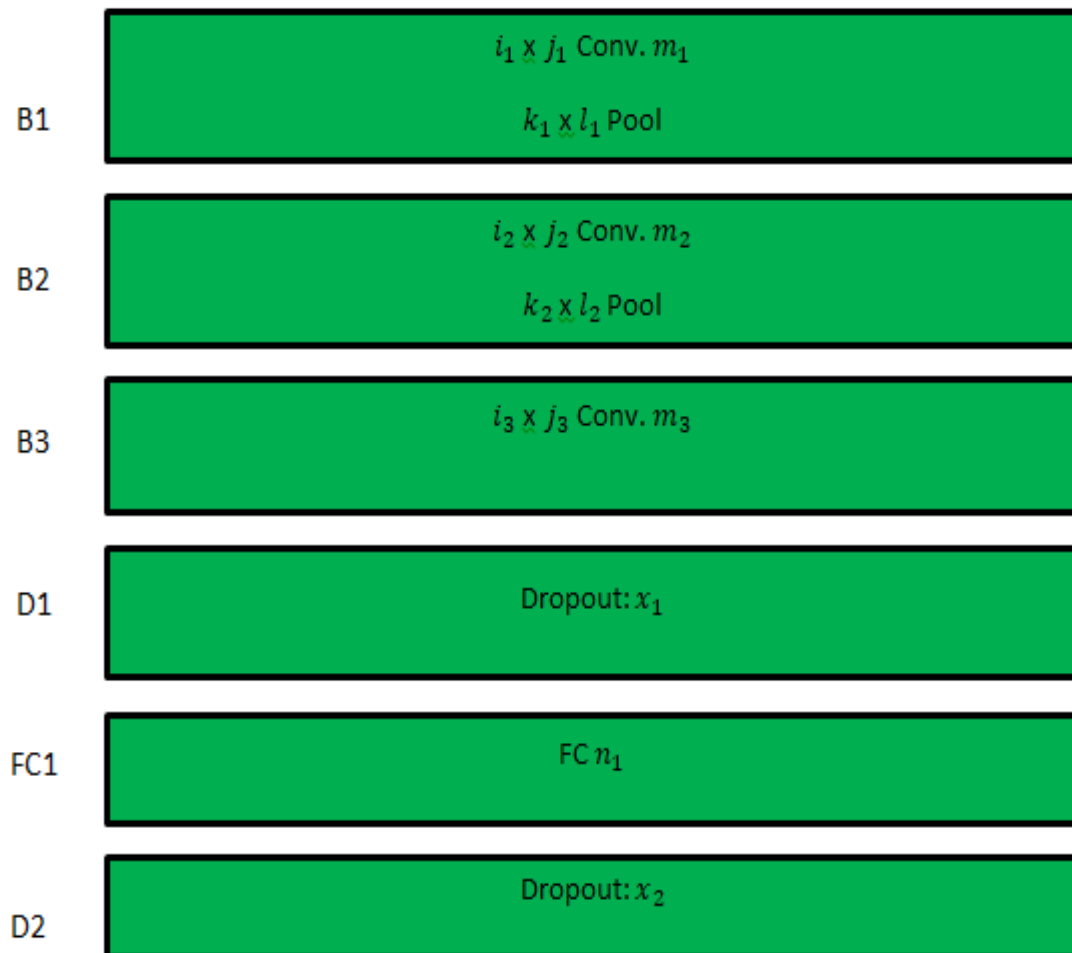 i₁ x j₁ Conv. m₁
B1
k₁ x l₁ Pool
i₂ x j₂ Conv. m₂
B2
k₂ x l₂ Pool
i₃ x j₃ Conv. m₃
B3
D1
Dropout: x₁
FC1
FC n₁
Dropout: x₂
D2